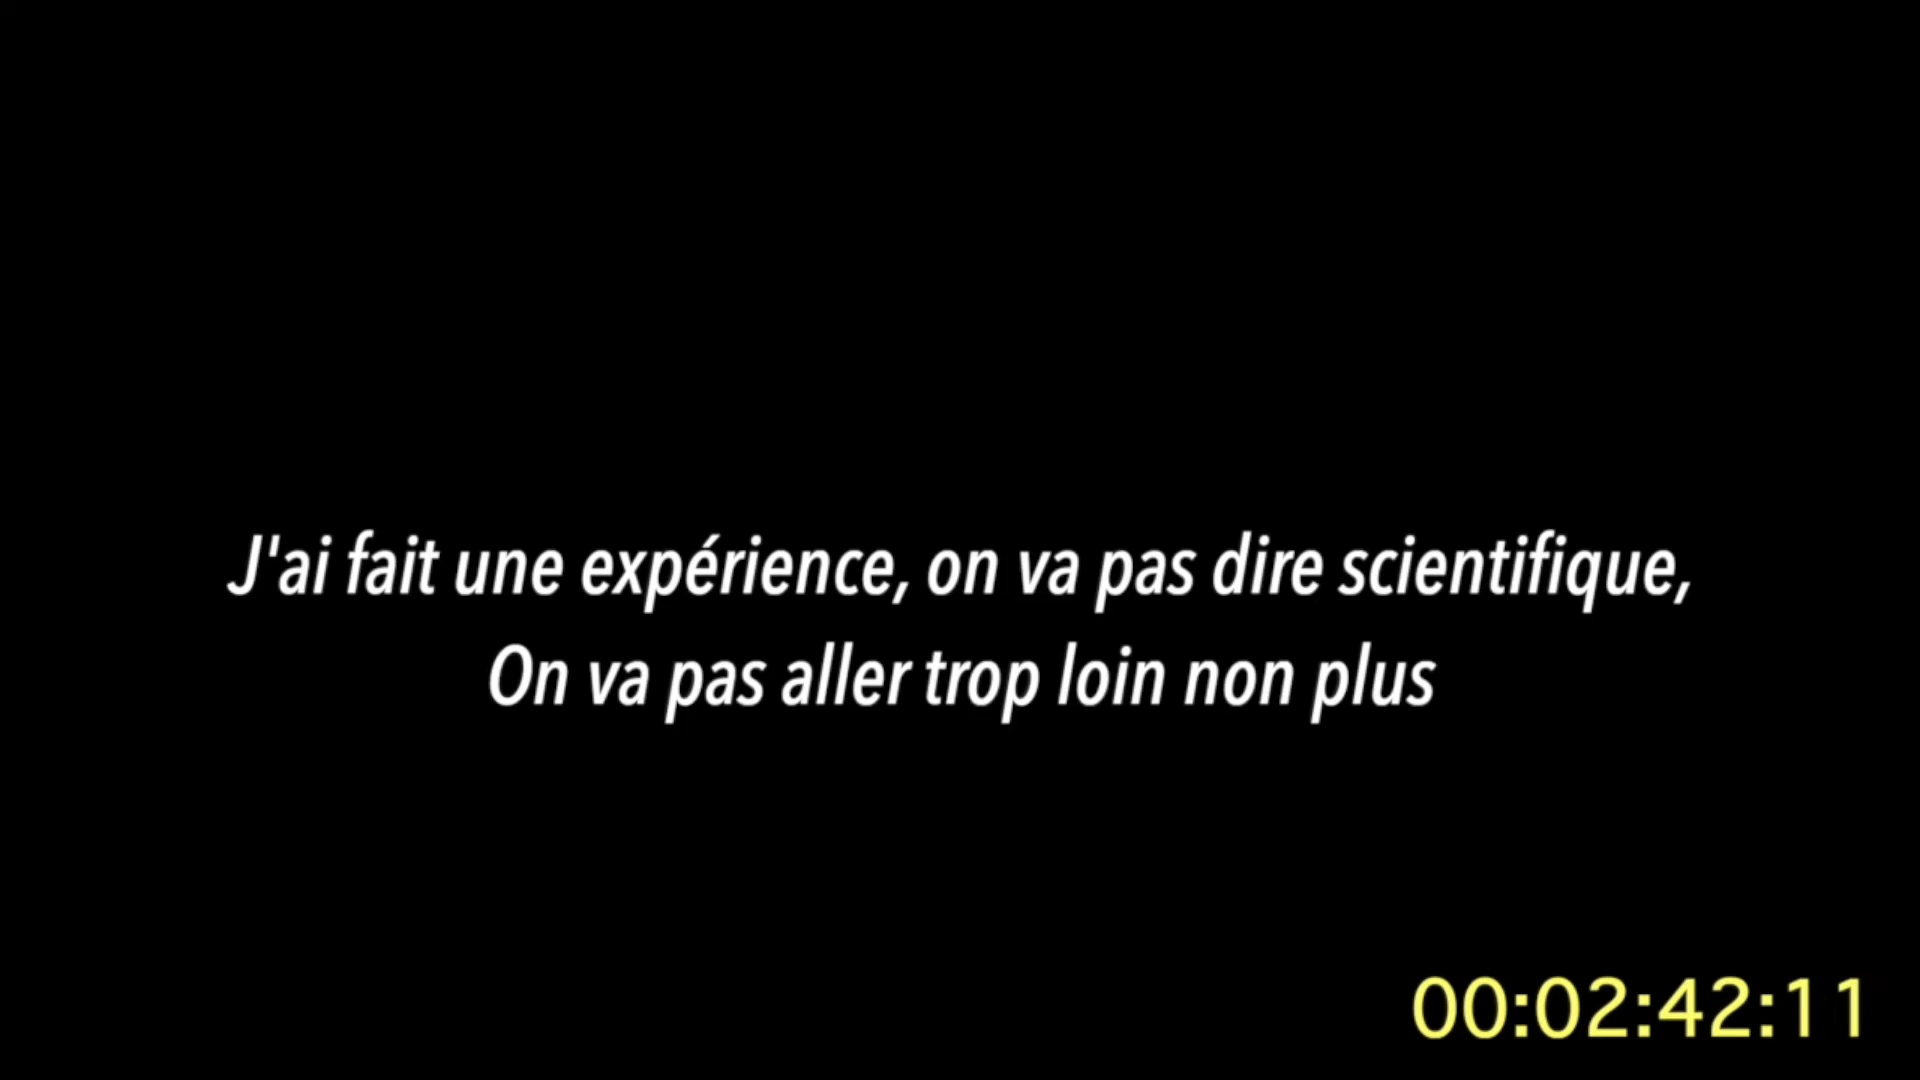 J'ai fait une expérience, on va pas dire scientifique,
On va pas aller trop loin non plus
00:02:42:11